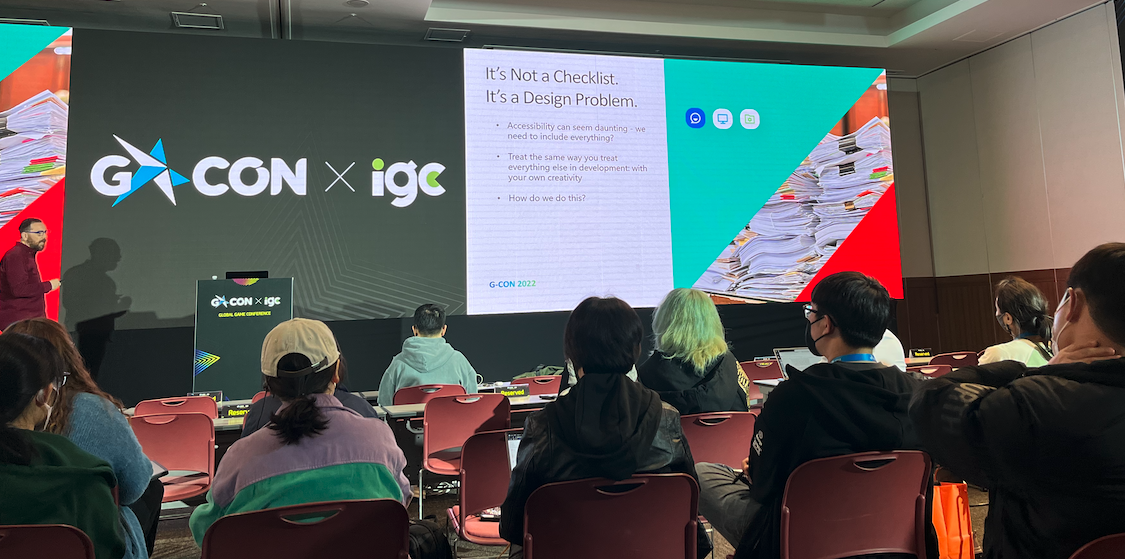 G★CON × igc
It's Not a Checklist.
It's a Design Problem.
• Accessibility can seem daunting - we
need to include everything?
• Treat the same way you treat
everything else in development: with
your own creativity
• How do we do this?
G-CON 2022
G★CON × igc
GLOBAL GAME CONFERENCE
Reserved
Reserved
Reserved